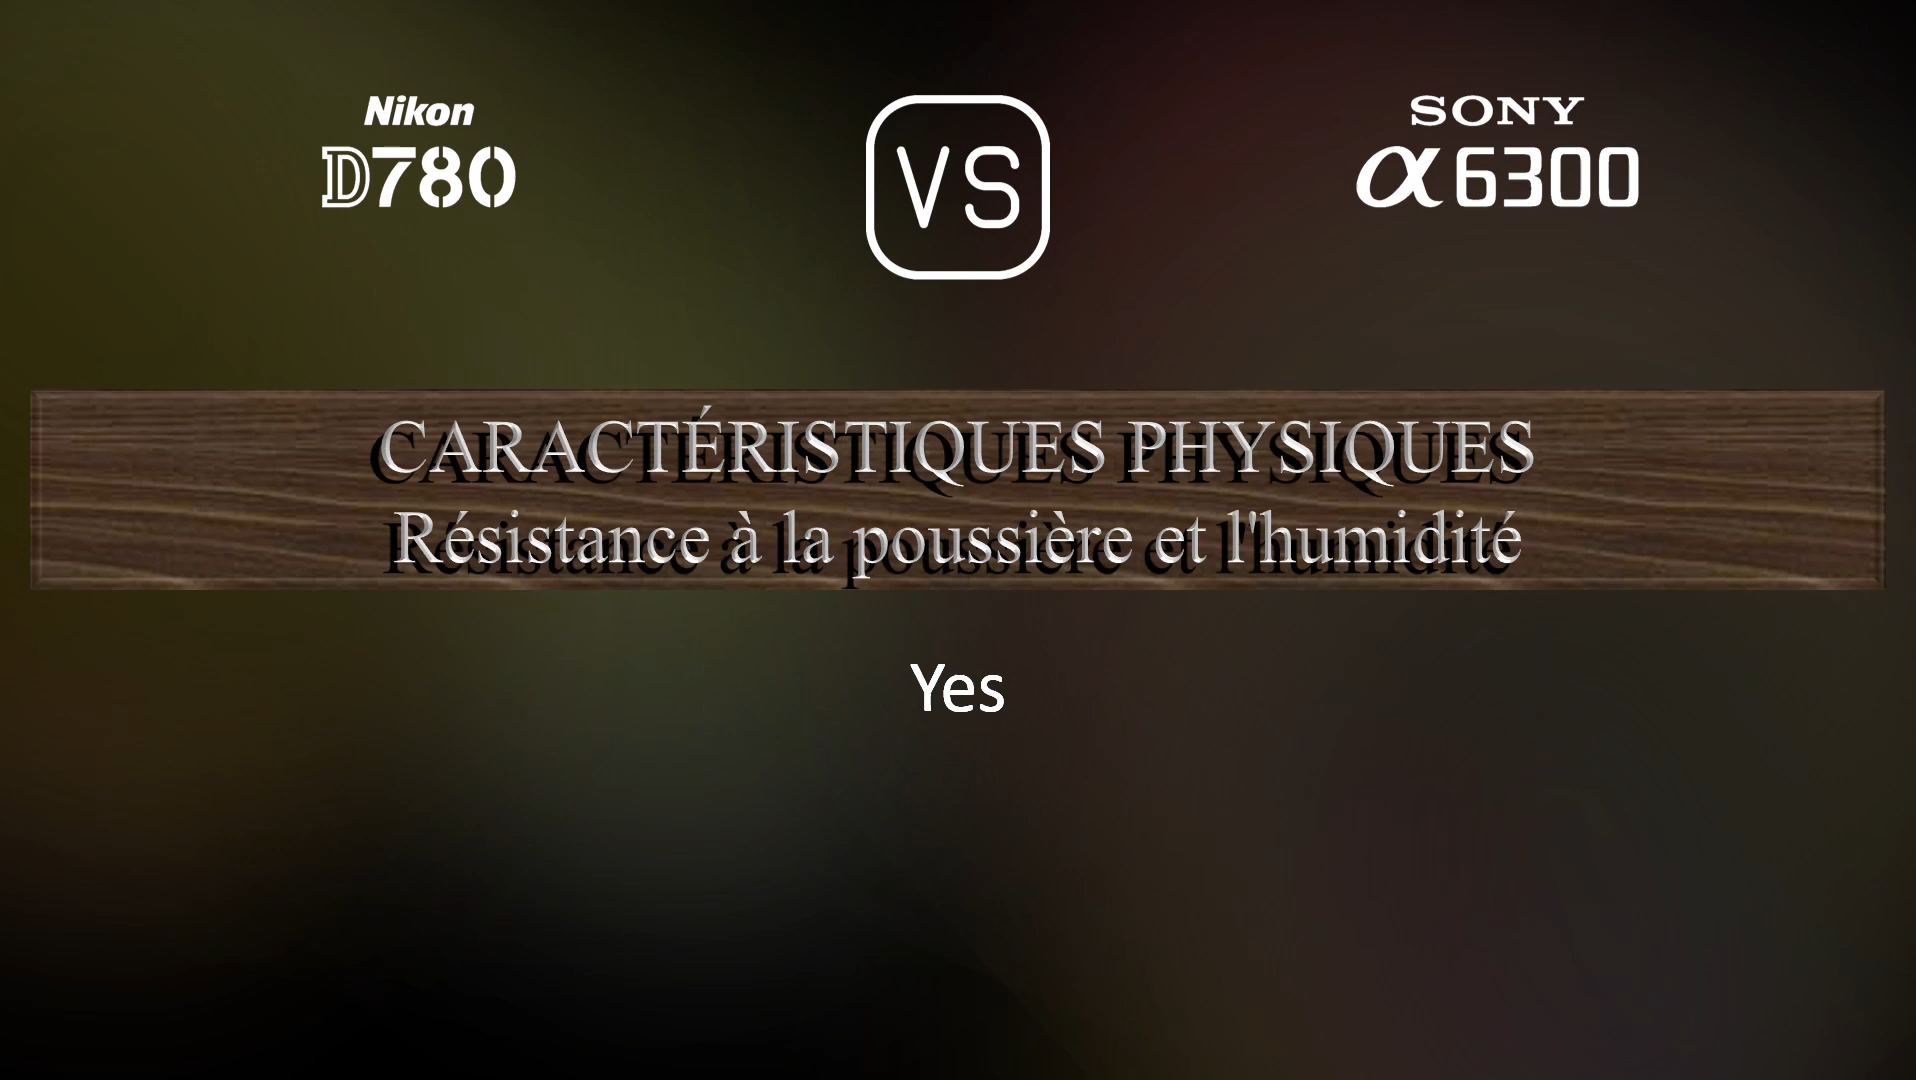 Nikon
D780
VS
SONY
α6300
CARACTÉRISTIQUES PHYSIQUES
Résistance à la poussière et l'humidité
Yes